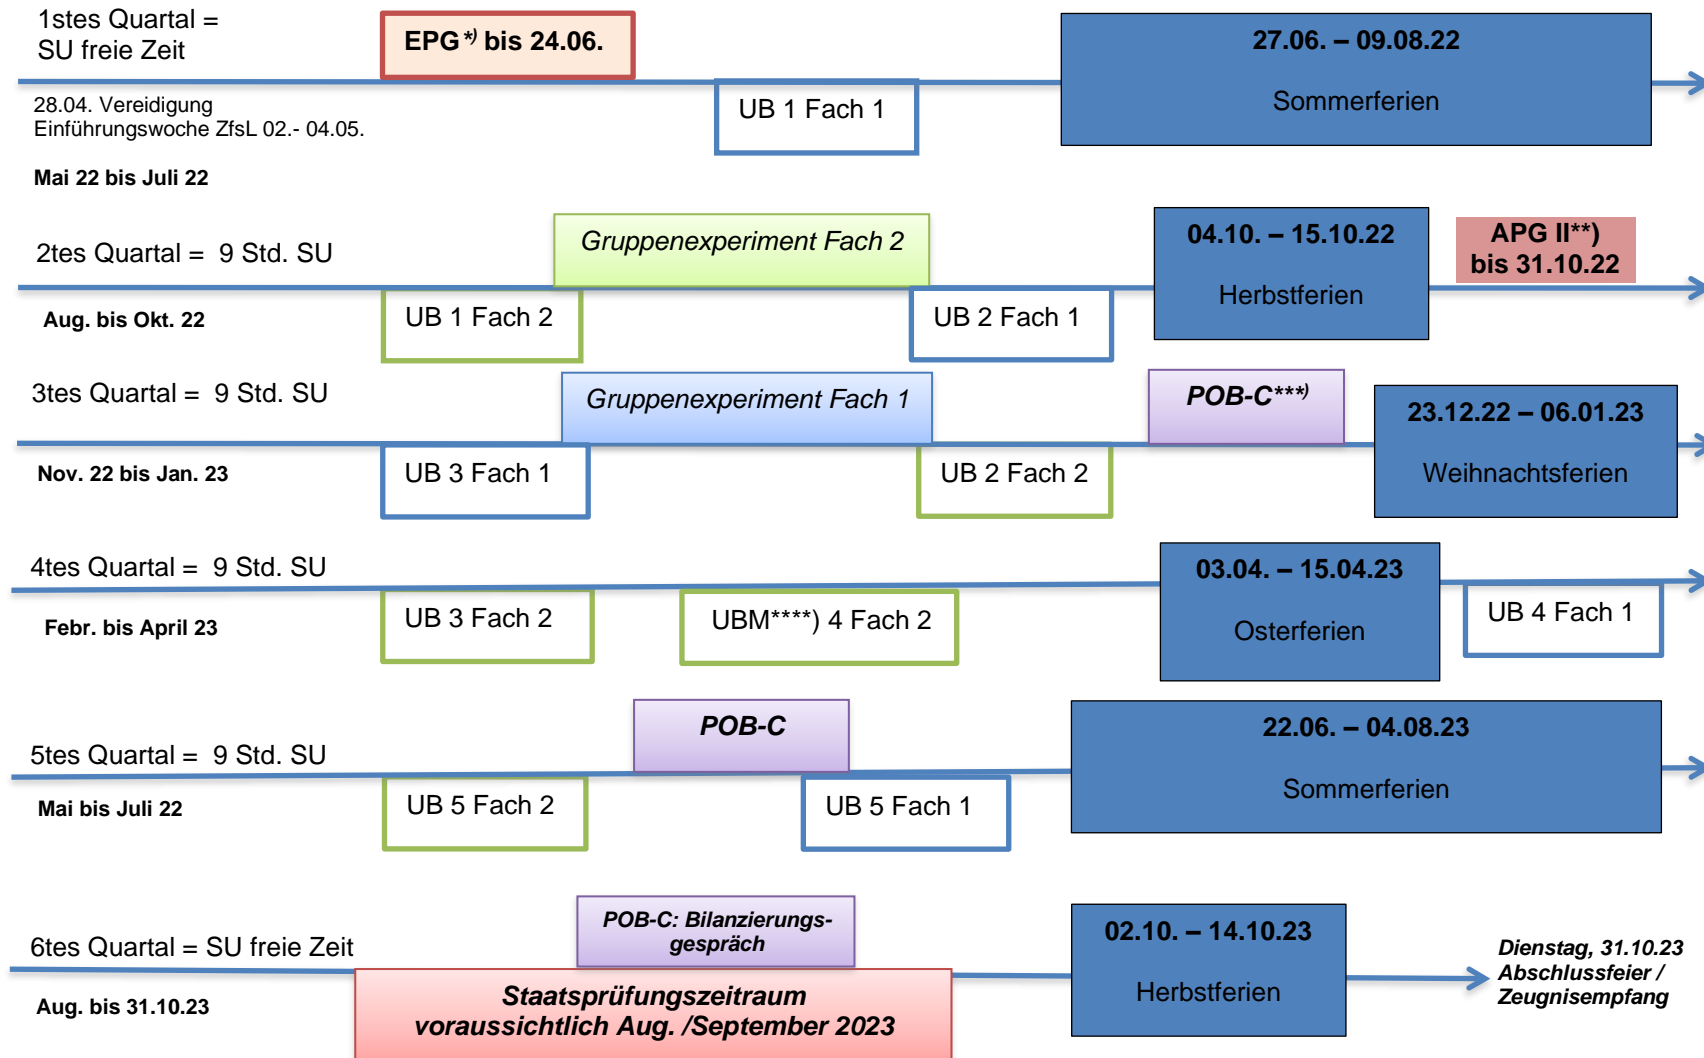 1stes Quartal =
SU freie Zeit
EPG*) bis 24.06.
27.06. – 09.08.22
Sommerferien
UB 1 Fach 1
28.04. Vereidigung
Einführungswoche ZfsL 02.- 04.05.
Mai 22 bis Juli 22
2tes Quartal = 9 Std. SU
Gruppenexperiment Fach 2
04.10. – 15.10.22
Herbstferien
APG II**)
bis 31.10.22
Aug. bis Okt. 22
UB 1 Fach 2
UB 2 Fach 1
3tes Quartal = 9 Std. SU
Gruppenexperiment Fach 1
POB-C***)
23.12.22 – 06.01.23
Weihnachtsferien
Nov. 22 bis Jan. 23
UB 3 Fach 1
UB 2 Fach 2
4tes Quartal = 9 Std. SU
03.04. – 15.04.23
Osterferien
Febr. bis April 23
UB 3 Fach 2
UBM****) 4 Fach 2
UB 4 Fach 1
5tes Quartal = 9 Std. SU
POB-C
22.06. – 04.08.23
Sommerferien
Mai bis Juli 22
UB 5 Fach 2
UB 5 Fach 1
6tes Quartal = SU freie Zeit
POB-C: Bilanzierungs-
gespräch
02.10. – 14.10.23
Herbstferien
Dienstag, 31.10.23
Abschlussfeier /
Zeugnisempfang
Aug. bis 31.10.23
Staatsprüfungszeitraum
voraussichtlich Aug. /September 2023